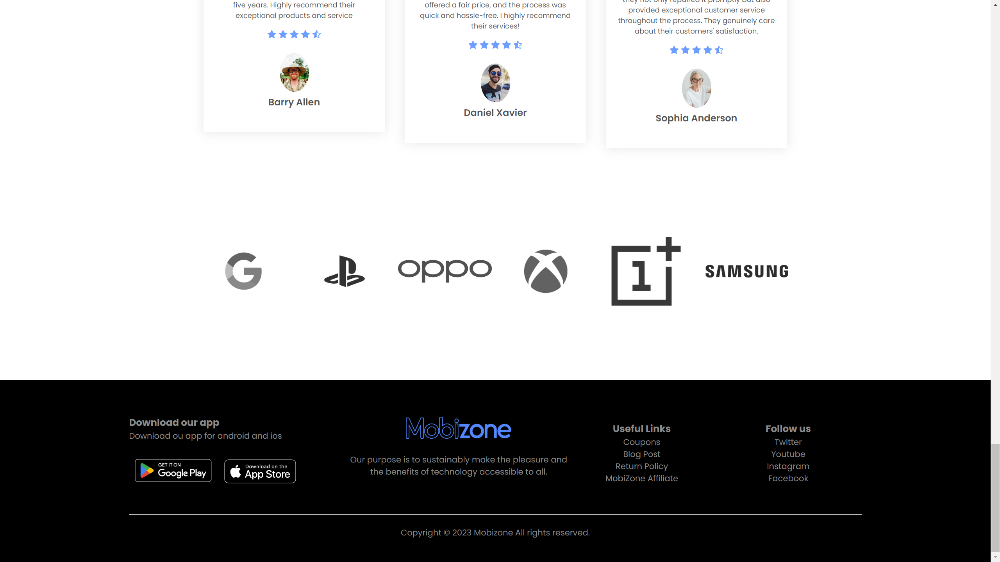 five years. Highly recommend their
exceptional products and service
Barry Allen
offered a fair price, and the process was
quick and hassle-free. I highly recommend
their services!
Daniel Xavier
they not only repaired it promptly but also
provided exceptional customer service
throughout the process. They genuinely care
about their customers' satisfaction.
Sophia Anderson
G
oppo
1+
SAMSUNG
Download our app
Download ou app for android and ios
GET IT ON
Google Play
Download on the
App Store
Mobizone
Our purpose is to sustainably make the pleasure and
the benefits of technology accessible to all.
Useful Links
Coupons
Blog Post
Return Policy
MobiZone Affiliate
Follow us
Twitter
Youtube
Instagram
Facebook
Copyright © 2023 Mobizone All rights reserved.